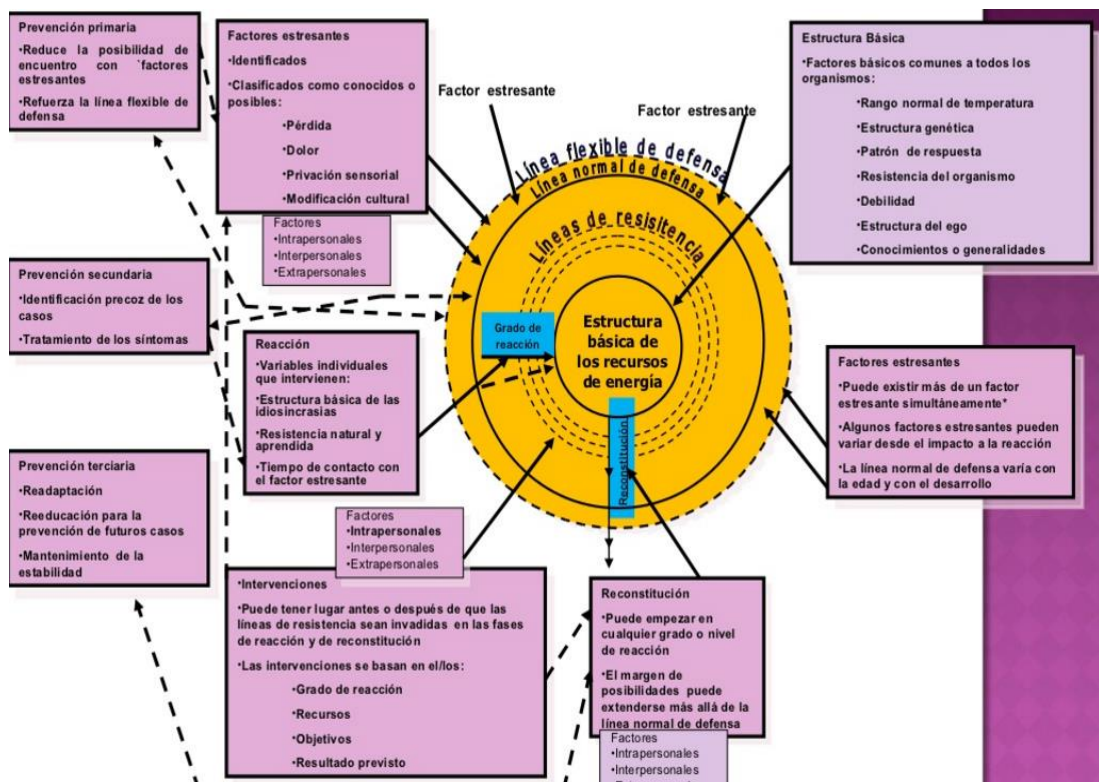 Prevención primaria
•Reduce la posibilidad de
encuentro con ´factores
estresantes
•Refuerza la línea flexible de
defensa
Factores estresantes
•Identificados
•Clasificados como conocidos o
posibles:
•Pérdida
•Dolor
•Privación sensorial
•Modificación cultural
Factores
•Intrapersonales
•Interpersonales
•Extrapersonales
Factor estresante
Factor estresante
Estructura Básica
•Factores básicos comunes a todos los
organismos:
•Rango normal de temperatura
•Estructura genética
•Patrón de respuesta
•Resistencia del organismo
•Debilidad
•Estructura del ego
•Conocimientos o generalidades
Línea flexible de defensa
Línea normal de defensa
Líneas de resisitencía
Estructura
básica de
los recursos
de energía
Grado de
reacción
Reconstitución
Prevención secundaria
•Identificación precoz de los
casos
•Tratamiento de los síntomas
Reacción
•Variables individuales
que intervienen:
•Estructura básica de las
idiosincrasias
•Resistencia natural y
aprendida
•Tiempo de contacto con
el factor estresante
Factores estresantes
•Puede existir más de un factor
estresante simultáneamente*
•Algunos factores estresantes pueden
variar desde el impacto a la reacción
•La línea normal de defensa varía con
la edad y con el desarrollo
Prevención terciaria
•Readaptación
•Reeducación para la
prevención de futuros casos
•Mantenimiento de la
estabilidad
Factores
•Intrapersonales
•Interpersonales
•Extrapersonales
•Intervenciones
•Puede tener lugar antes o después de que las
líneas de resistencia sean invadidas en las fases
de reacción y de reconstitución
•Las intervenciones se basan en el/los:
•Grado de reacción
•Recursos
•Objetivos
•Resultado previsto
Reconstitución
•Puede empezar en
cualquier grado o nivel
de reacción
•El margen de
posibilidades puede
extenderse más allá de la
línea normal de defensa
Factores
•Intrapersonales
•Interpersonales